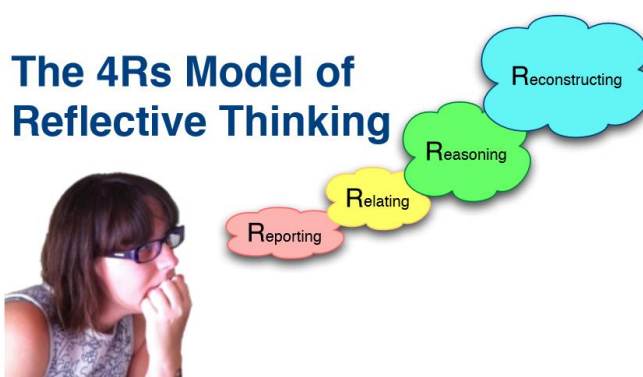 The 4Rs Model of
Reflective Thinking
Reconstructing
Reasoning
Relating
Reporting